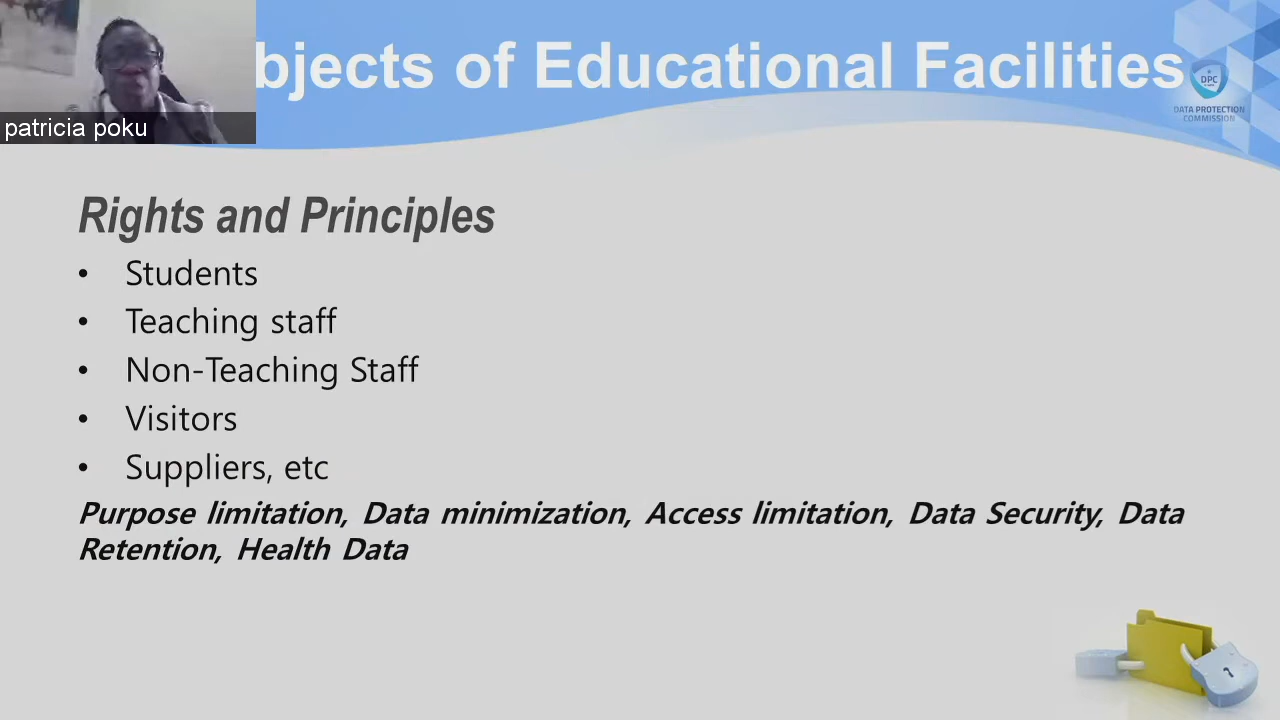 bjects of Educational Facilities
DPC
DATA PROTECTION
COMMISSION
patricia poku
Rights and Principles
• Students
• Teaching staff
• Non-Teaching Staff
• Visitors
• Suppliers, etc
Purpose limitation, Data minimization, Access limitation, Data Security, Data
Retention, Health Data